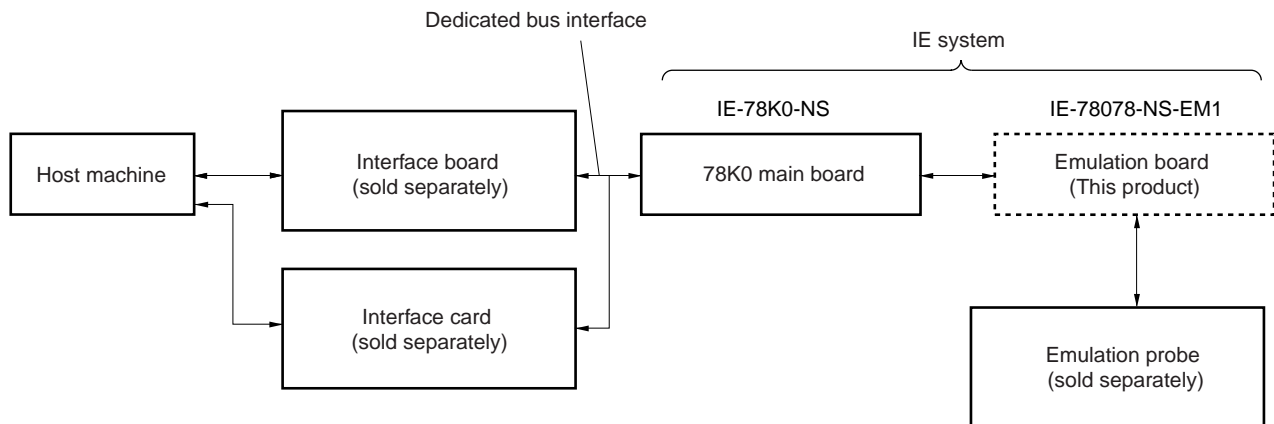 Dedicated bus interface
IE system
IE-78K0-NS
IE-78078-NS-EM1
Host machine
Interface board
(sold separately)
78K0 main board
Emulation board
(This product)
Interface card
(sold separately)
Emulation probe
(sold separately)